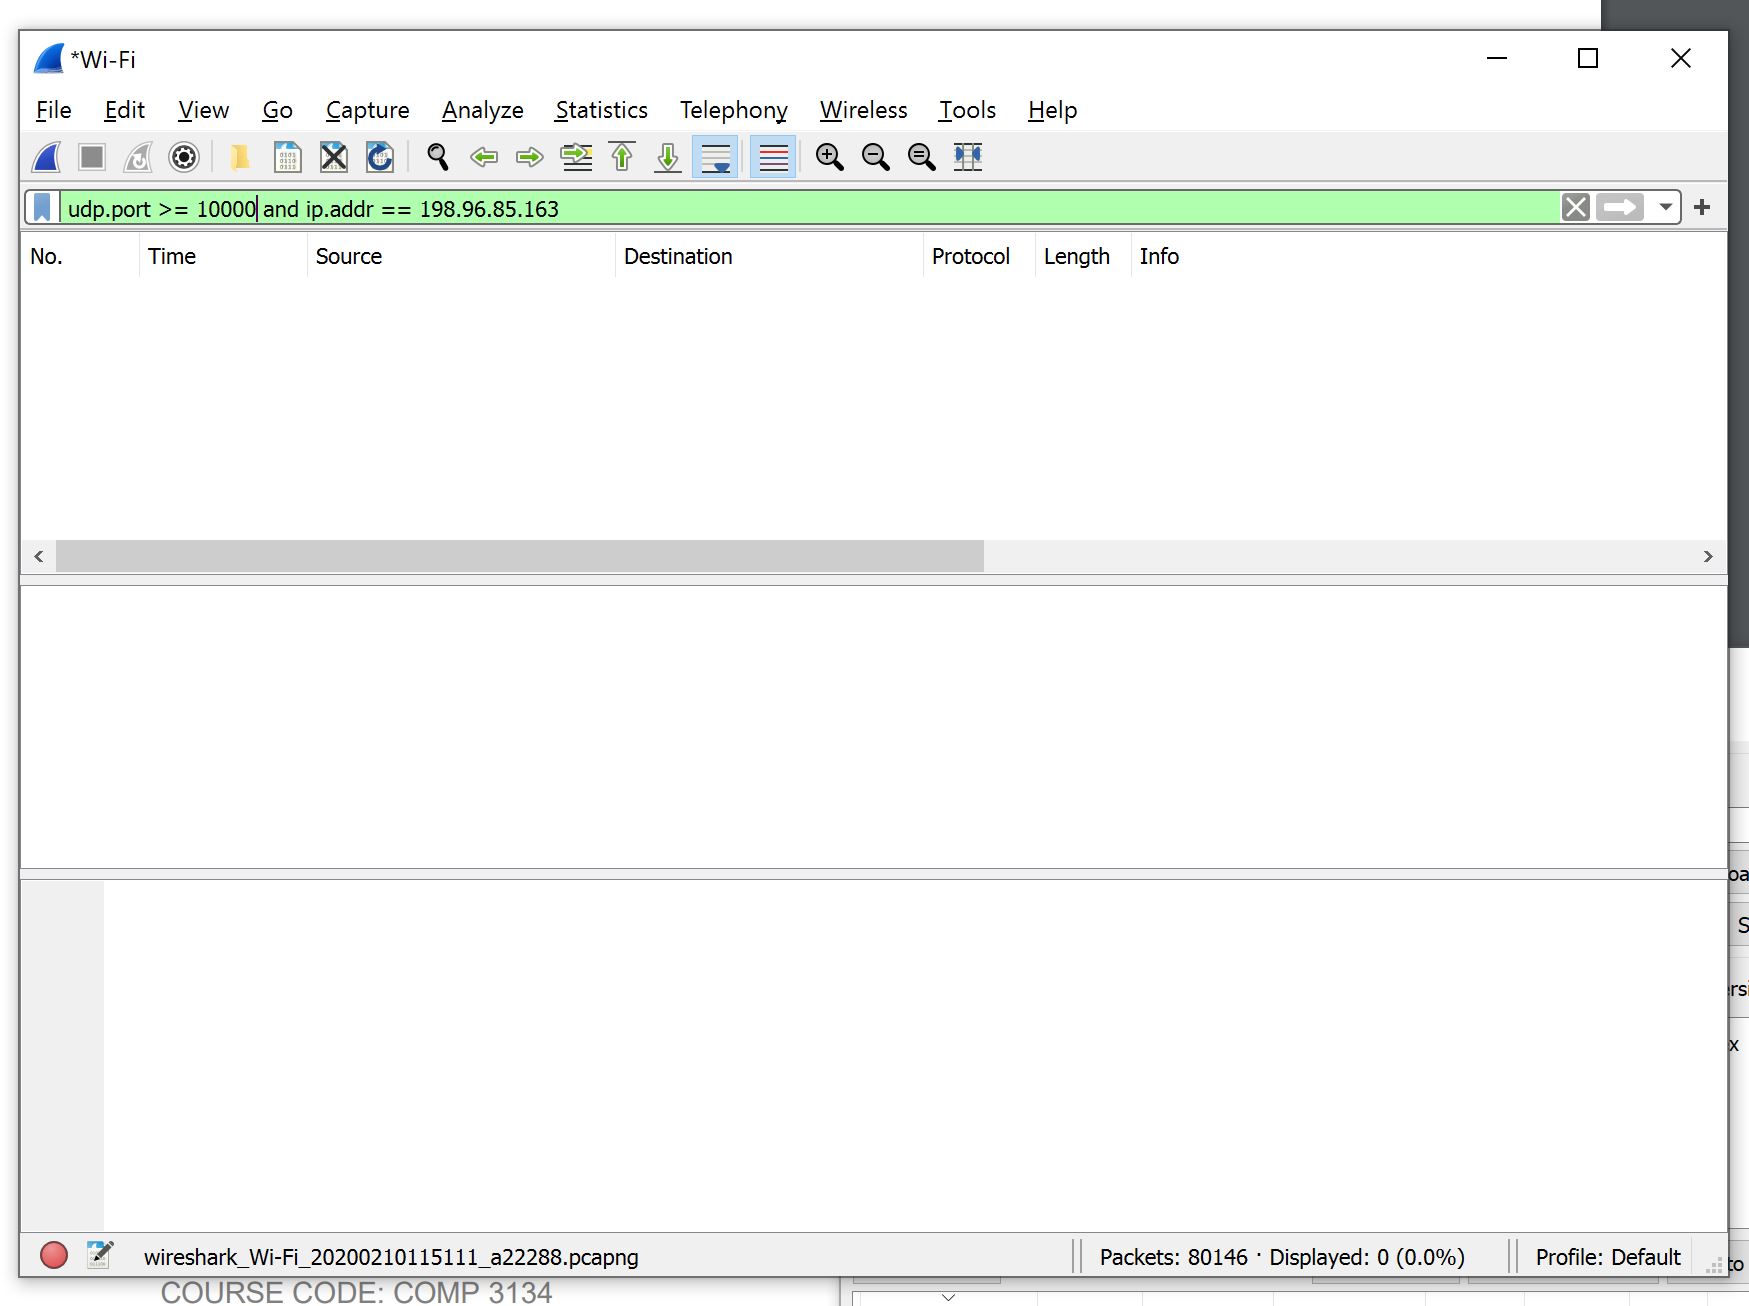 *Wi-Fi
File Edit View Go Capture Analyze Statistics Telephony Wireless Tools Help
udp.port >= 10000 and ip.addr == 198.96.85.163
No. Time Source Destination Protocol Length Info
wireshark_Wi-Fi_20200210115111_a22288.pcapng Packets: 80146 · Displayed: 0 (0.0%) Profile: Default
COURSE CODE: COMP 3134